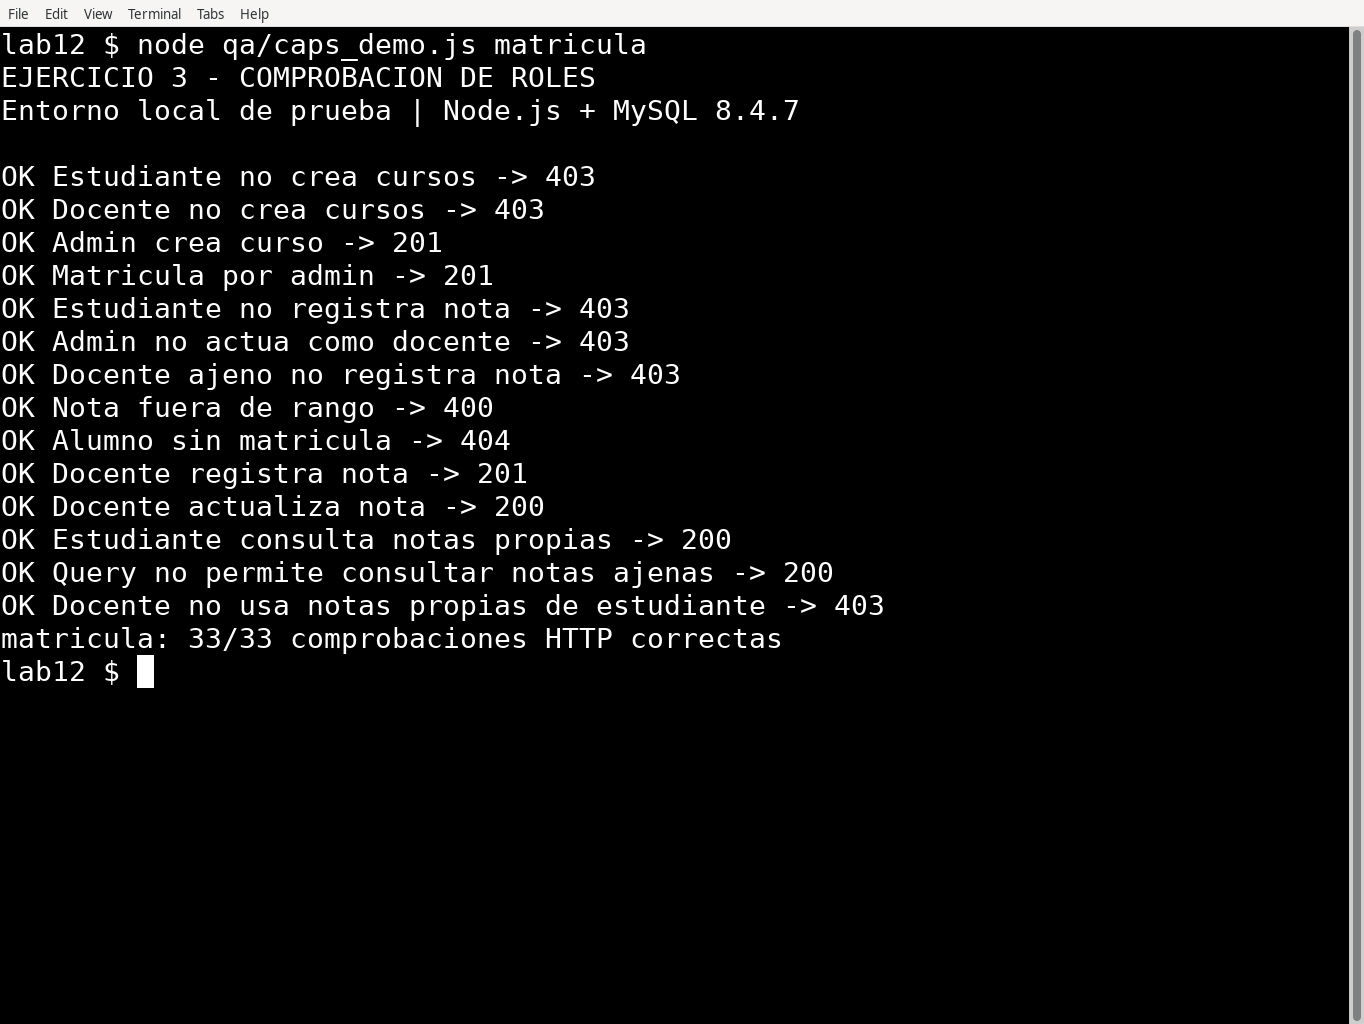 File Edit View Terminal Tabs Help
lab12 $ node qa/caps_demo.js matricula
EJERCICIO 3 - COMPROBACION DE ROLES
Entorno local de prueba | Node.js + MySQL 8.4.7
OK Estudiante no crea cursos -> 403
OK Docente no crea cursos -> 403
OK Admin crea curso -> 201
OK Matricula por admin -> 201
OK Estudiante no registra nota -> 403
OK Admin no actua como docente -> 403
OK Docente ajeno no registra nota -> 403
OK Nota fuera de rango -> 400
OK Alumno sin matricula -> 404
OK Docente registra nota -> 201
OK Docente actualiza nota -> 200
OK Estudiante consulta notas propias -> 200
OK Query no permite consultar notas ajenas -> 200
OK Docente no usa notas propias de estudiante -> 403
matricula: 33/33 comprobaciones HTTP correctas
lab12 $